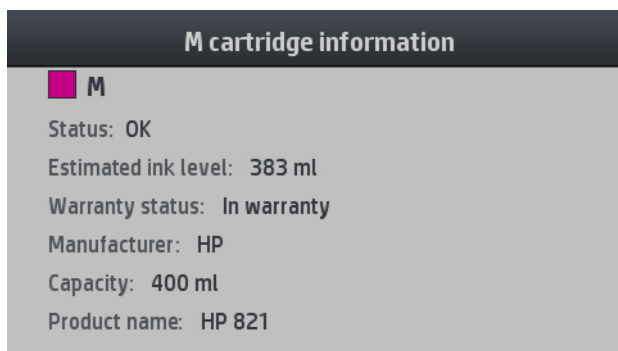 M cartridge information
M
Status: OK
Estimated ink level: 383 ml
Warranty status: In warranty
Manufacturer: HP
Capacity: 400 ml
Product name: HP 821